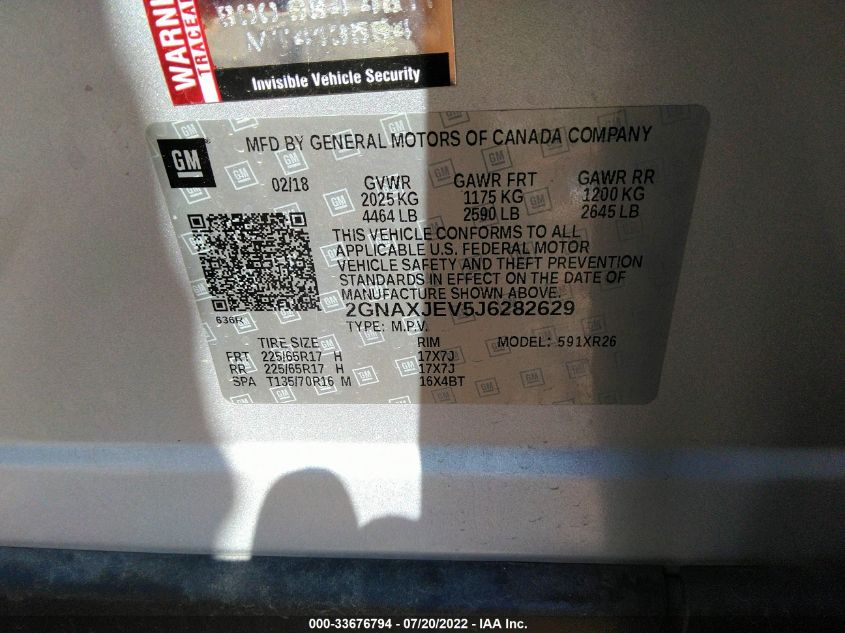 WARNING
TRACEABLE
Invisible Vehicle Security
GM
MFD BY GENERAL MOTORS OF CANADA COMPANY
02/18 GVWR GAWR FRT GAWR RR
2025 KG 1175 KG 1200 KG
4464 LB 2590 LB 2645 LB
THIS VEHICLE CONFORMS TO ALL
APPLICABLE U.S. FEDERAL MOTOR
VEHICLE SAFETY AND THEFT PREVENTION
STANDARDS IN EFFECT ON THE DATE OF
MANUFACTURE SHOWN ABOVE.
2GNAXJEV5J6282629
636R
TYPE: M.P.V.
TIRE SIZE RIM MODEL: 591XR26
FRT 225/65R17 H 17X7J
RR 225/65R17 H 17X7J
SPA T135/70R16 M 16X4BT
000-33676794 / 07/20/2022 - IAA Inc.